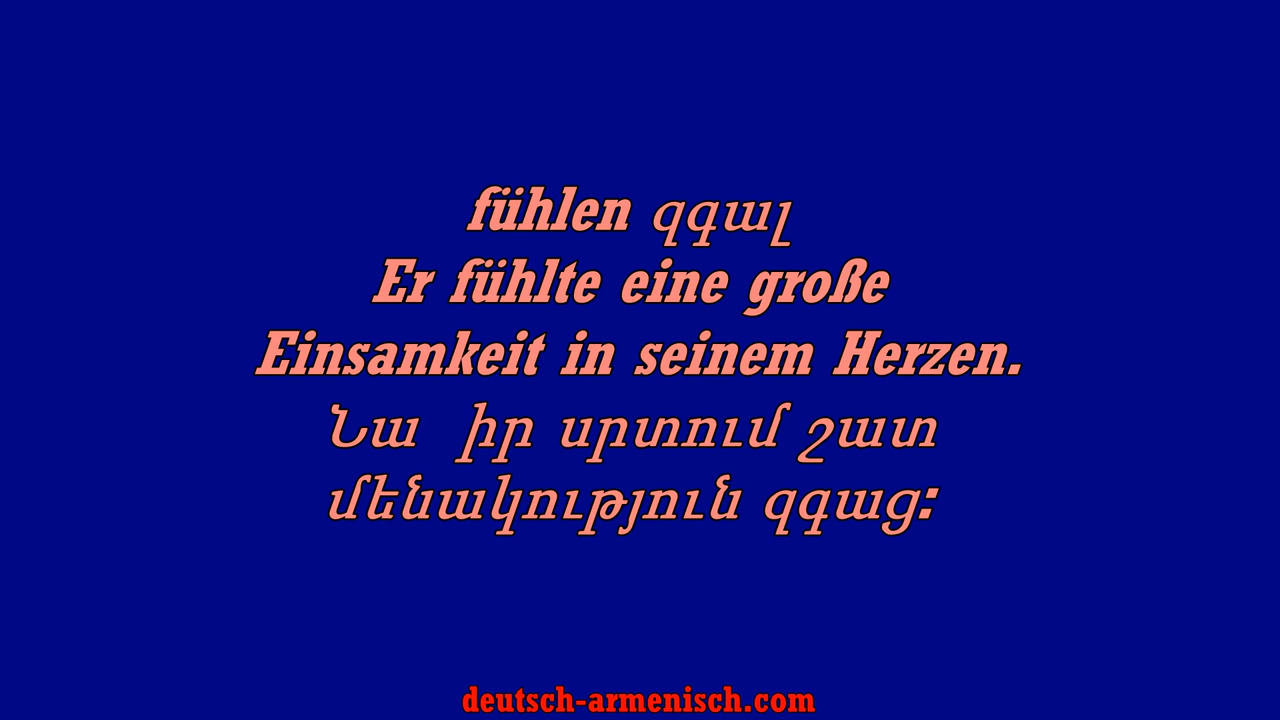 fühlen զգալ
Er fühlte eine große
Einsamkeit in seinem Herzen.
Նա  իր սրտում շատ
մենակություն զգաց:
deutsch-armenisch.com